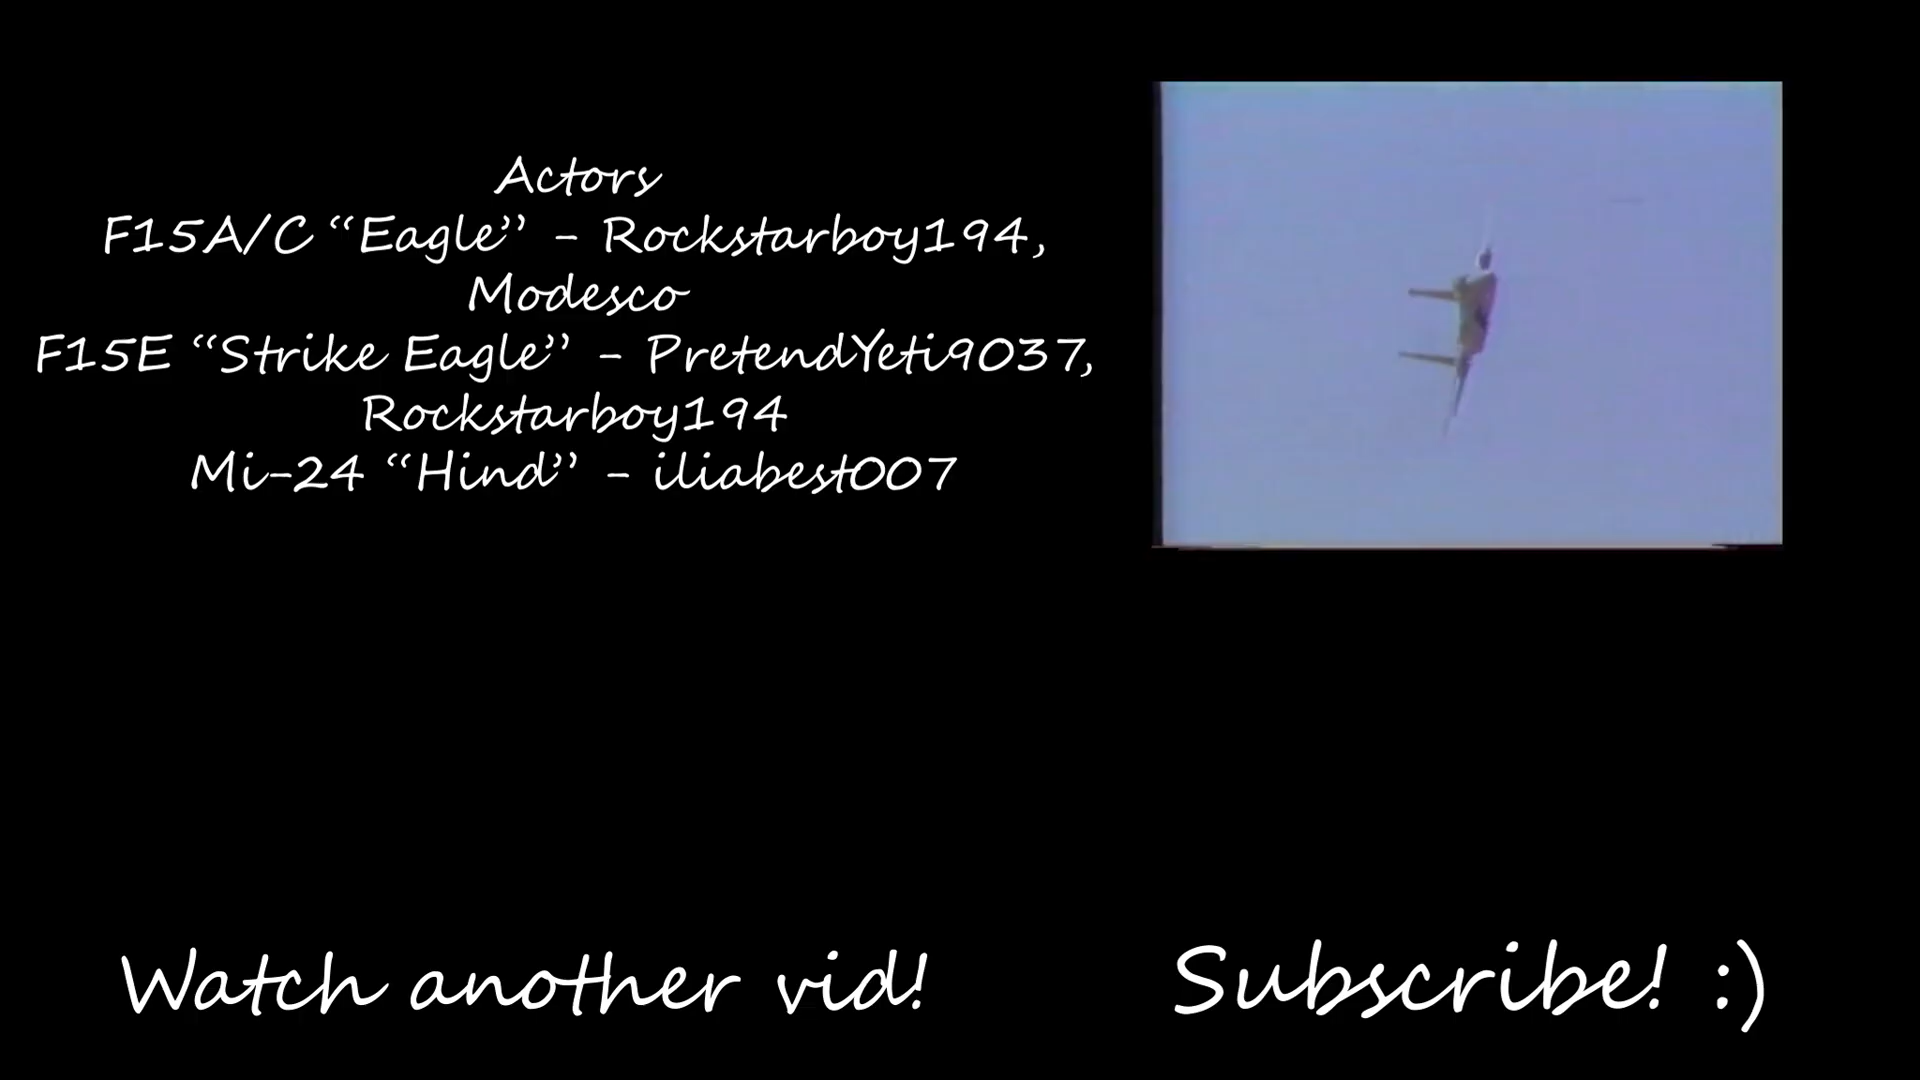 Actors
F15A/C “Eagle” - Rockstarboy194,
Modesco
F15E “Strike Eagle” - PretendYeti9037,
Rockstarboy194
Mi-24 “Hind” - iliabest007
Watch another vid!
Subscribe! :)